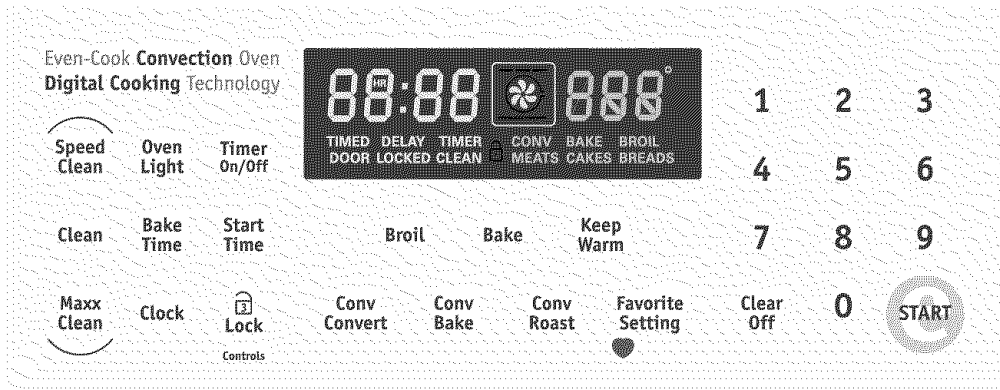 Even-Cook Convection Oven
Digital Cooking Technology
88:88 HR 888°
TIMED DELAY TIMER CONV BAKE BROIL
DOOR LOCKED CLEAN MEATS CAKES BREADS
1 2 3
Speed Clean
Oven Light
Timer On/Off
4 5 6
Clean
Bake Time
Start Time
Broil
Bake
Keep Warm
7 8 9
Maxx Clean
Clock
3
Lock
Controls
Conv Convert
Conv Bake
Conv Roast
Favorite Setting
Clear Off
0
START